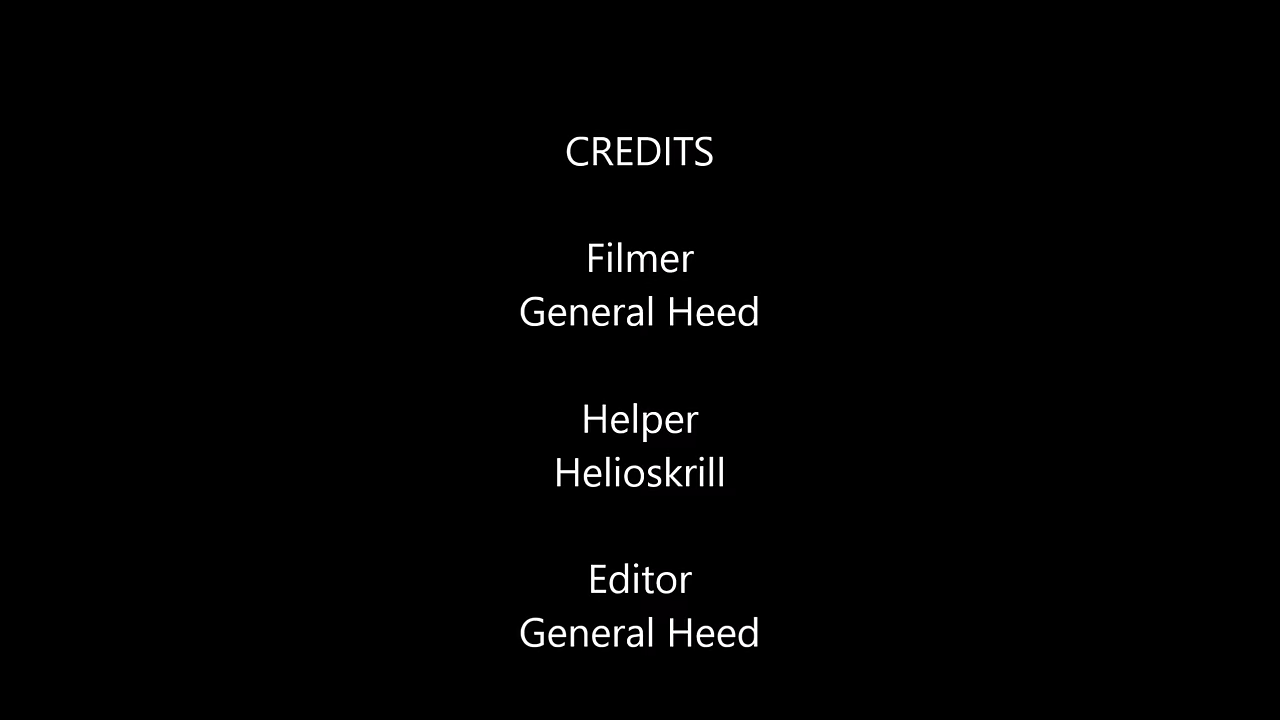 CREDITS
Filmer
General Heed
Helper
Helioskrill
Editor
General Heed